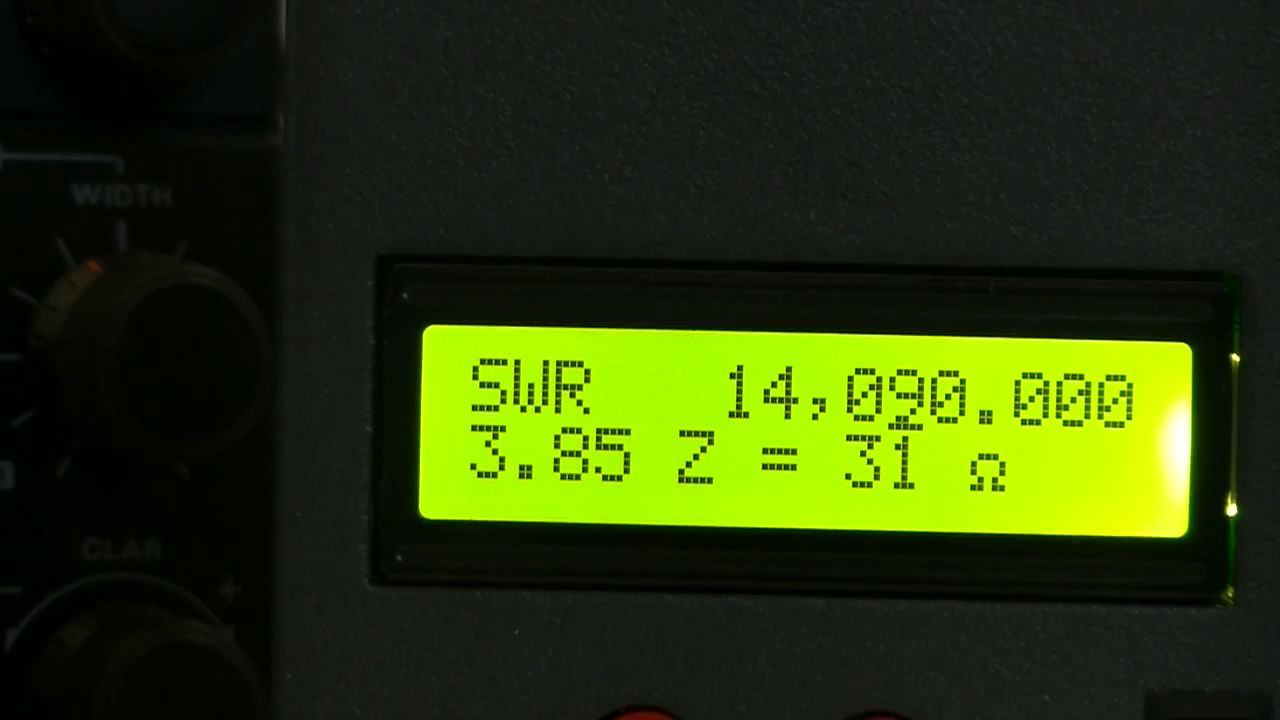 WIDTH
SWR 14,090.000
3.85 Z = 31 Ω
CLAR
+